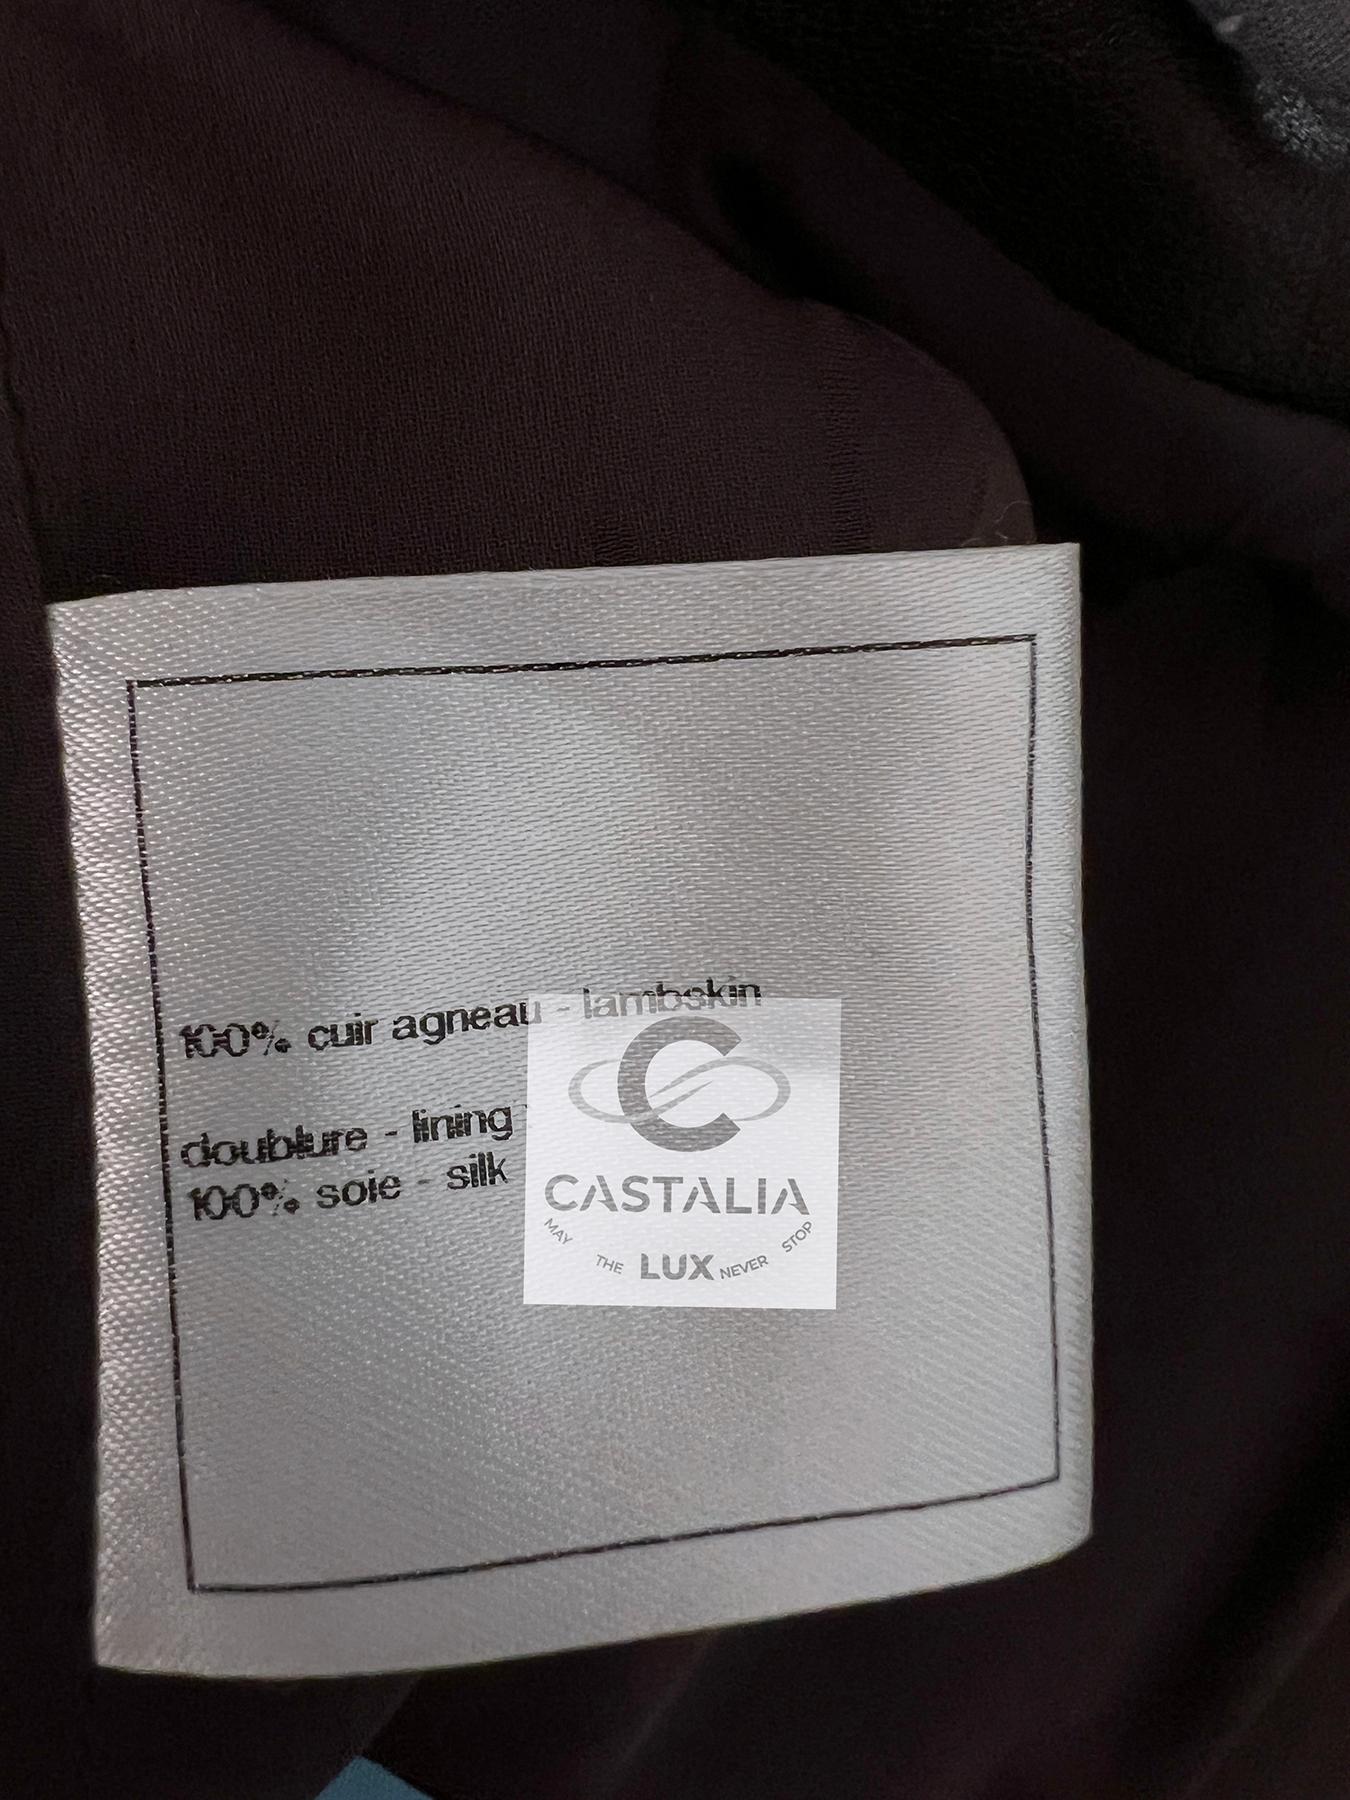 100% cuir agneau - lambskin
doublure - lining
100% soie - silk
C
CASTALIA
MAY THE LUX NEVER STOP